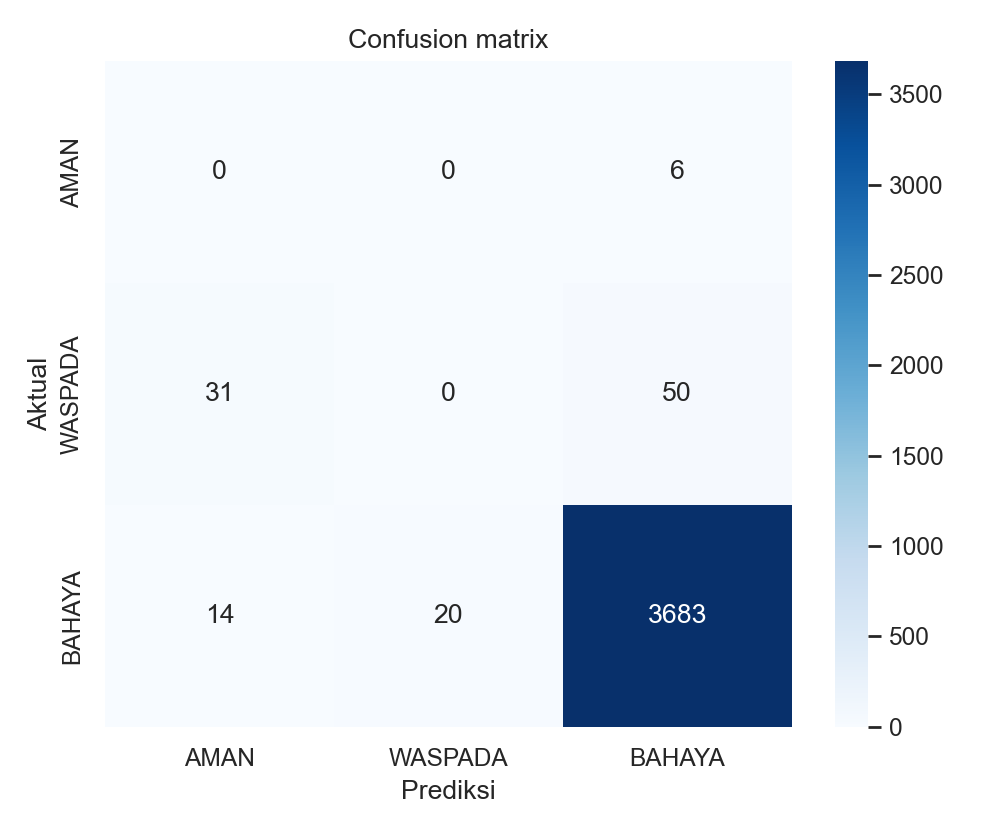 Confusion matrix
AMAN
0
0
6
WASPADA
31
0
50
BAHAYA
14
20
3683
Aktual
AMAN
WASPADA
BAHAYA
Prediksi
3500
3000
2500
2000
1500
1000
500
0